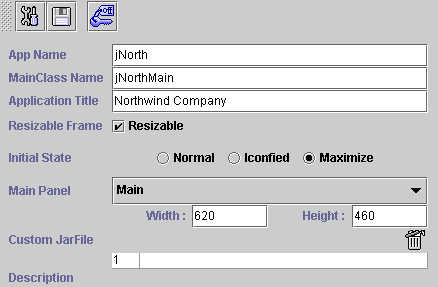 Off
App Name jNorth
MainClass Name jNorthMain
Application Title Northwind Company
Resizable Frame Resizable
Initial State Normal Iconfied Maximize
Main Panel Main
Width : 620 Height : 460
Custom JarFile
1
Description